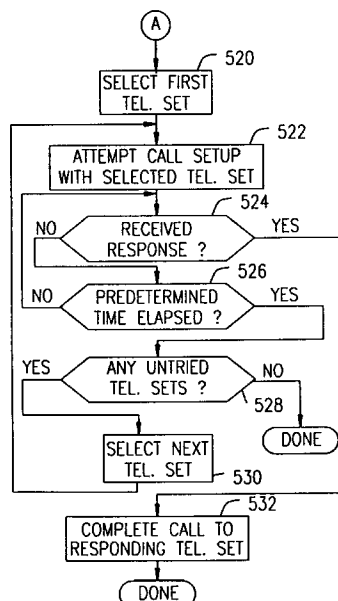 A
520
SELECT FIRST
TEL. SET
522
ATTEMPT CALL SETUP
WITH SELECTED TEL. SET
524
NO
RECEIVED
RESPONSE ?
YES
526
NO
PREDETERMINED
TIME ELAPSED ?
YES
YES
ANY UNTRIED
TEL. SETS ?
NO
528
DONE
SELECT NEXT
TEL. SET
530
532
COMPLETE CALL TO
RESPONDING TEL. SET
DONE